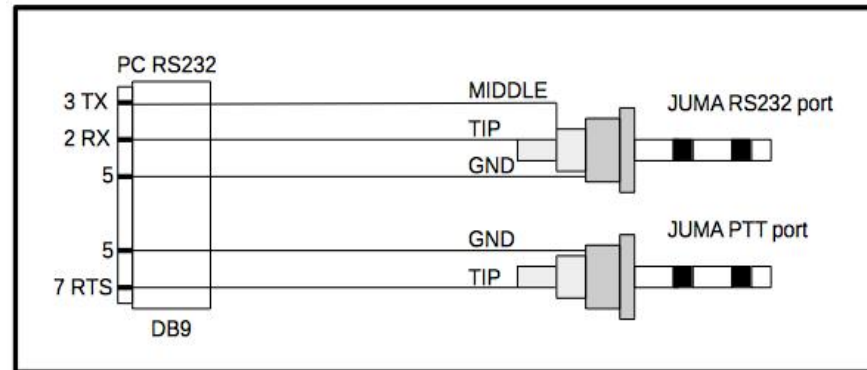 PC RS232
3 TX
MIDDLE
JUMA RS232 port
2 RX
TIP
5
GND
5
GND
JUMA PTT port
7 RTS
TIP
DB9